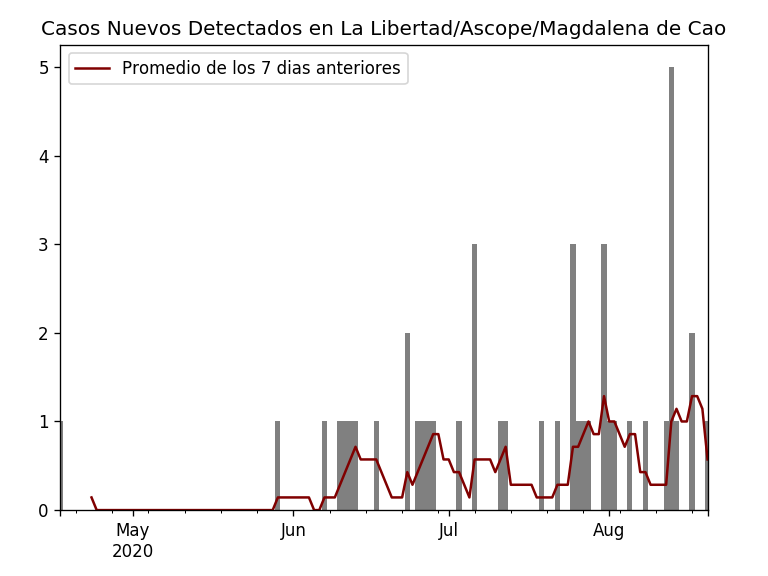 Casos Nuevos Detectados en La Libertad/Ascope/Magdalena de Cao
Promedio de los 7 dias anteriores
5
4
3
2
1
0
May Jun Jul Aug
2020